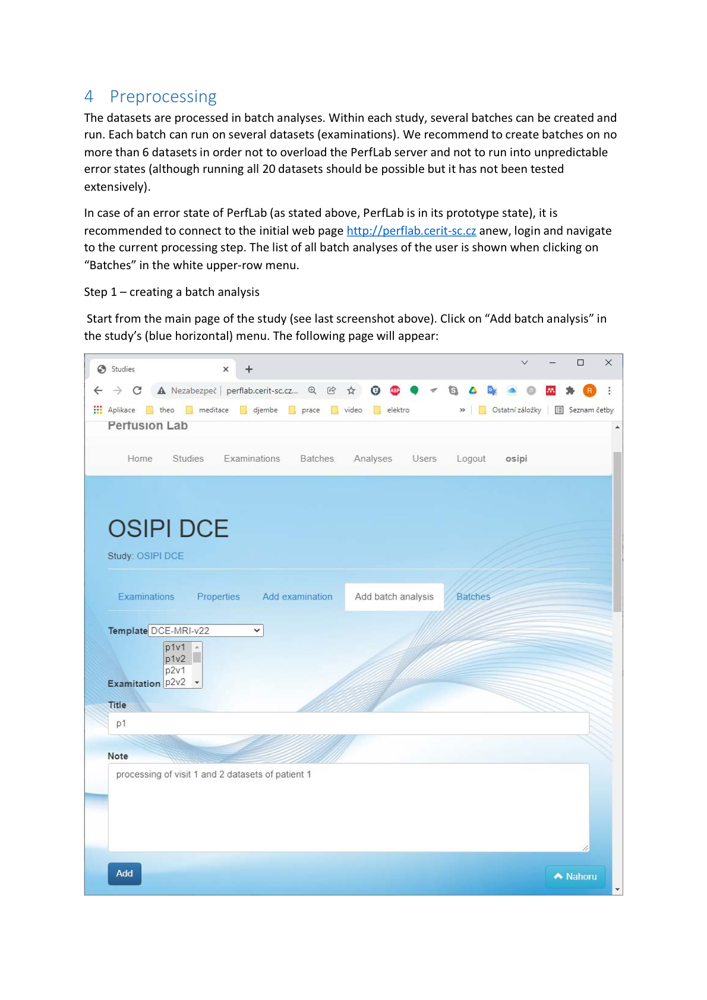 4 Preprocessing
The datasets are processed in batch analyses. Within each study, several batches can be created and
run. Each batch can run on several datasets (examinations). We recommend to create batches on no
more than 6 datasets in order not to overload the PerfLab server and not to run into unpredictable
error states (although running all 20 datasets should be possible but it has not been tested
extensively).
In case of an error state of PerfLab (as stated above, PerfLab is in its prototype state), it is
recommended to connect to the initial web page http://perflab.cerit-sc.cz anew, login and navigate
to the current processing step. The list of all batch analyses of the user is shown when clicking on
“Batches” in the white upper-row menu.
Step 1 – creating a batch analysis
Start from the main page of the study (see last screenshot above). Click on “Add batch analysis” in
the study’s (blue horizontal) menu. The following page will appear:
Studies
Nezabezpeč perflab.cerit-sc.cz... ABP R
Aplikace theo meditace djembe prace video elektro » Ostatní záložky Seznam četby
Perfusion Lab
Home Studies Examinations Batches Analyses Users Logout osipi
OSIPI DCE
Study: OSIPI DCE
Examinations Properties Add examination Add batch analysis Batches
Template DCE-MRI-v22
p1v1
p1v2
p2v1
Examitation p2v2
Title
p1
Note
processing of visit 1 and 2 datasets of patient 1
Add
Nahoru